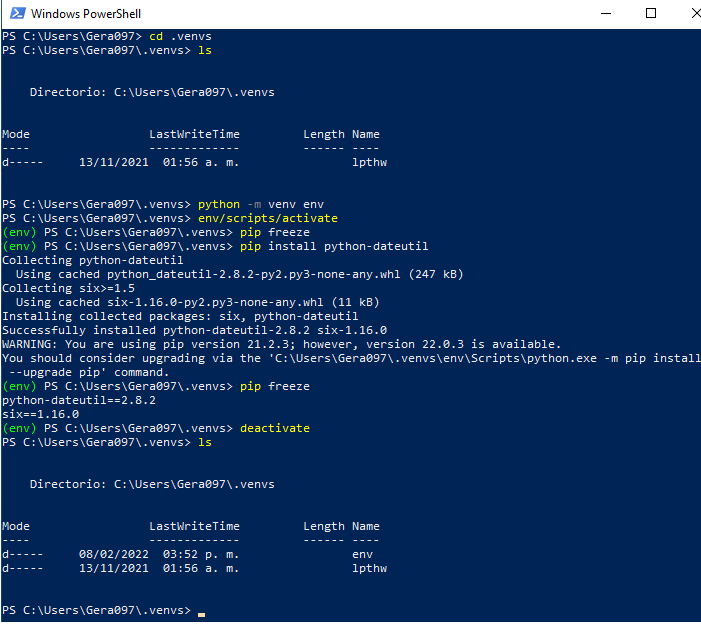 Windows PowerShell
PS C:\Users\Gera097> cd .venvs
PS C:\Users\Gera097\.venvs> ls
Directorio: C:\Users\Gera097\.venvs
Mode                 LastWriteTime         Length Name
----                 -------------         ------ ----
d-----       13/11/2021  01:56 a. m.                lpthw
PS C:\Users\Gera097\.venvs> python -m venv env
PS C:\Users\Gera097\.venvs> env/scripts/activate
(env) PS C:\Users\Gera097\.venvs> pip freeze
(env) PS C:\Users\Gera097\.venvs> pip install python-dateutil
Collecting python-dateutil
  Using cached python_dateutil-2.8.2-py2.py3-none-any.whl (247 kB)
Collecting six>=1.5
  Using cached six-1.16.0-py2.py3-none-any.whl (11 kB)
Installing collected packages: six, python-dateutil
Successfully installed python-dateutil-2.8.2 six-1.16.0
WARNING: You are using pip version 21.2.3; however, version 22.0.3 is available.
You should consider upgrading via the 'C:\Users\Gera097\.venvs\env\Scripts\python.exe -m pip install
 --upgrade pip' command.
(env) PS C:\Users\Gera097\.venvs> pip freeze
python-dateutil==2.8.2
six==1.16.0
(env) PS C:\Users\Gera097\.venvs> deactivate
PS C:\Users\Gera097\.venvs> ls
Directorio: C:\Users\Gera097\.venvs
Mode                 LastWriteTime         Length Name
----                 -------------         ------ ----
d-----       08/02/2022  03:52 p. m.                env
d-----       13/11/2021  01:56 a. m.                lpthw
PS C:\Users\Gera097\.venvs>